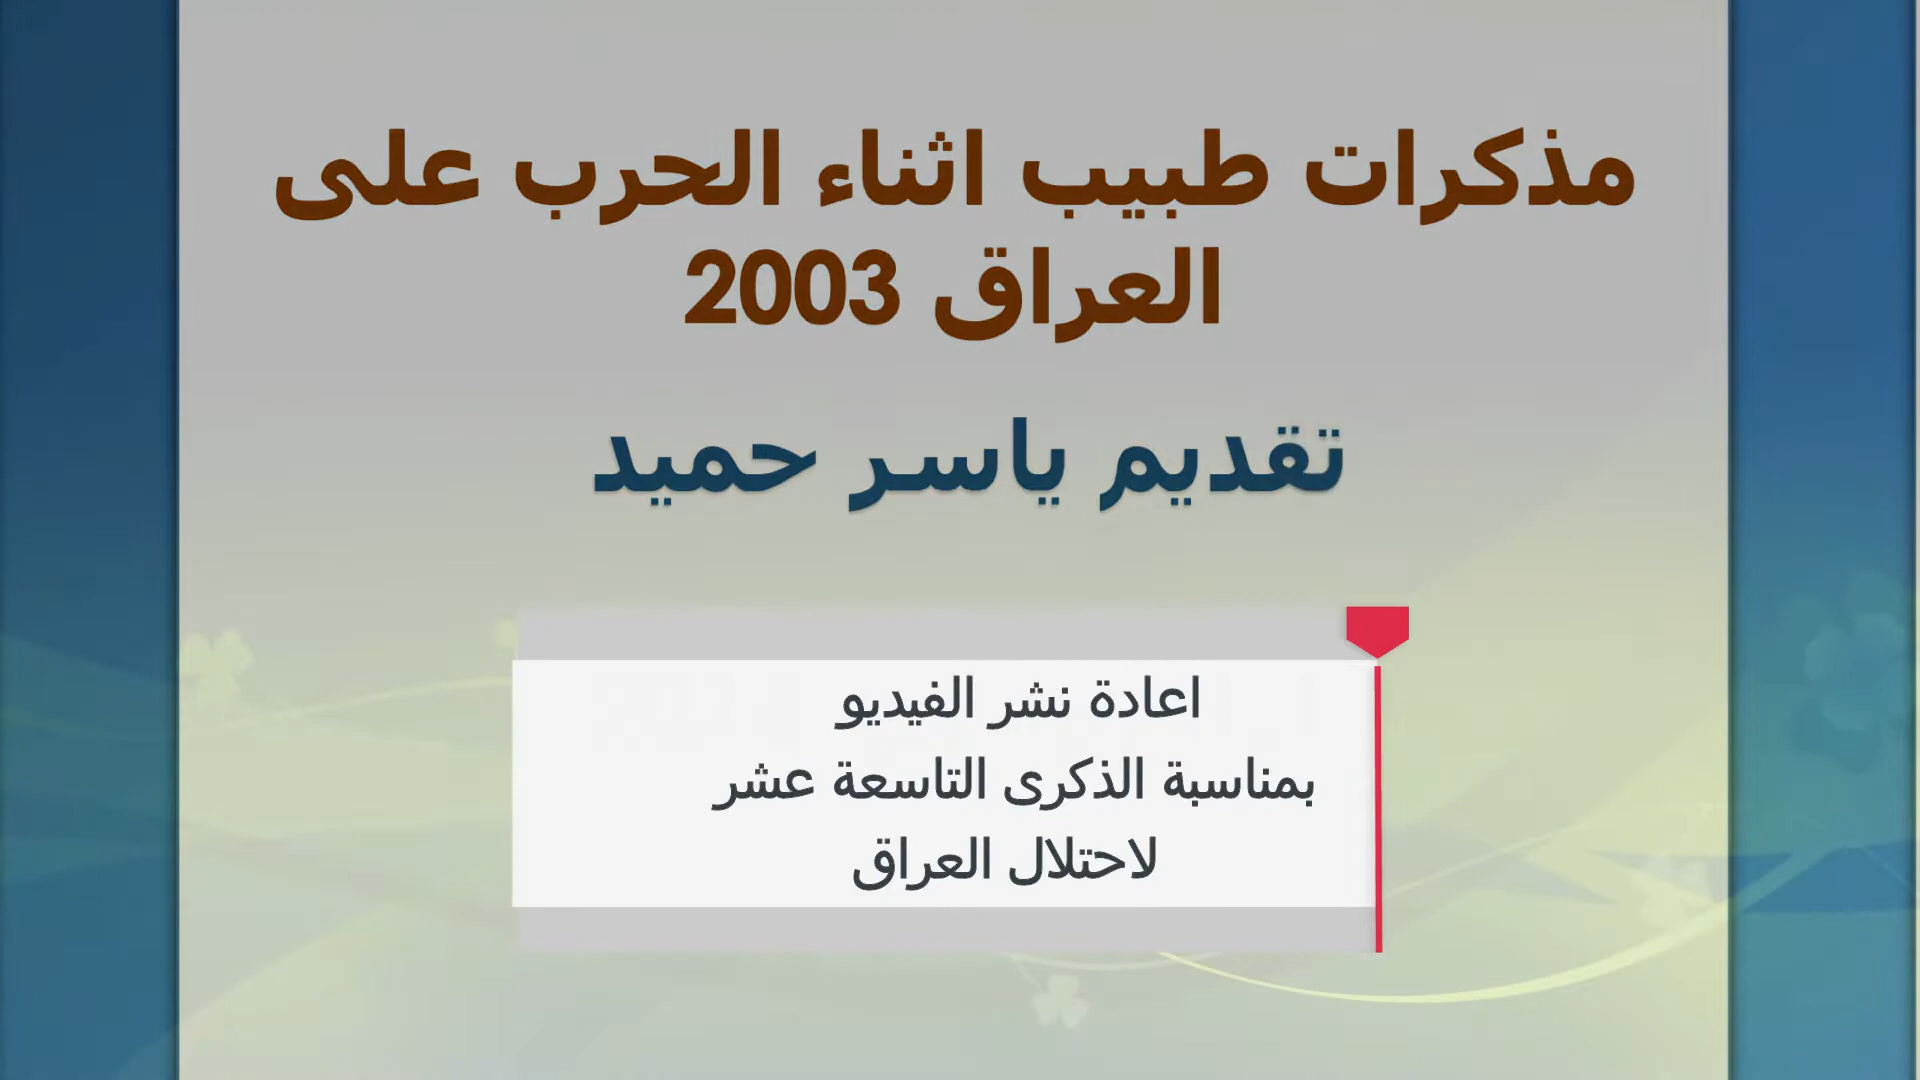 مذكرات طبيب اثناء الحرب على
العراق 2003
تقديم ياسر حميد
اعادة نشر الفيديو
بمناسبة الذكرى التاسعة عشر
لاحتلال العراق